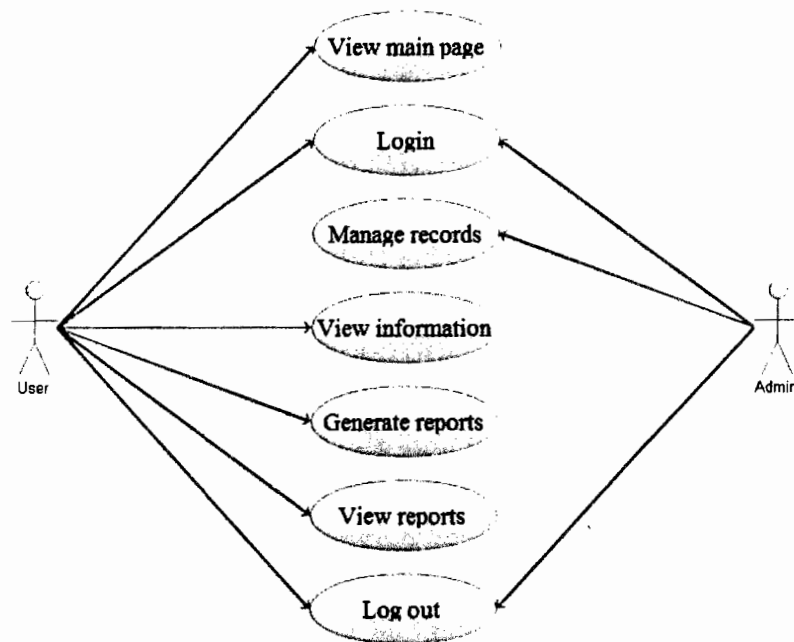 View main page
Login
Manage records
View information
Generate reports
View reports
Log out
User
Admin